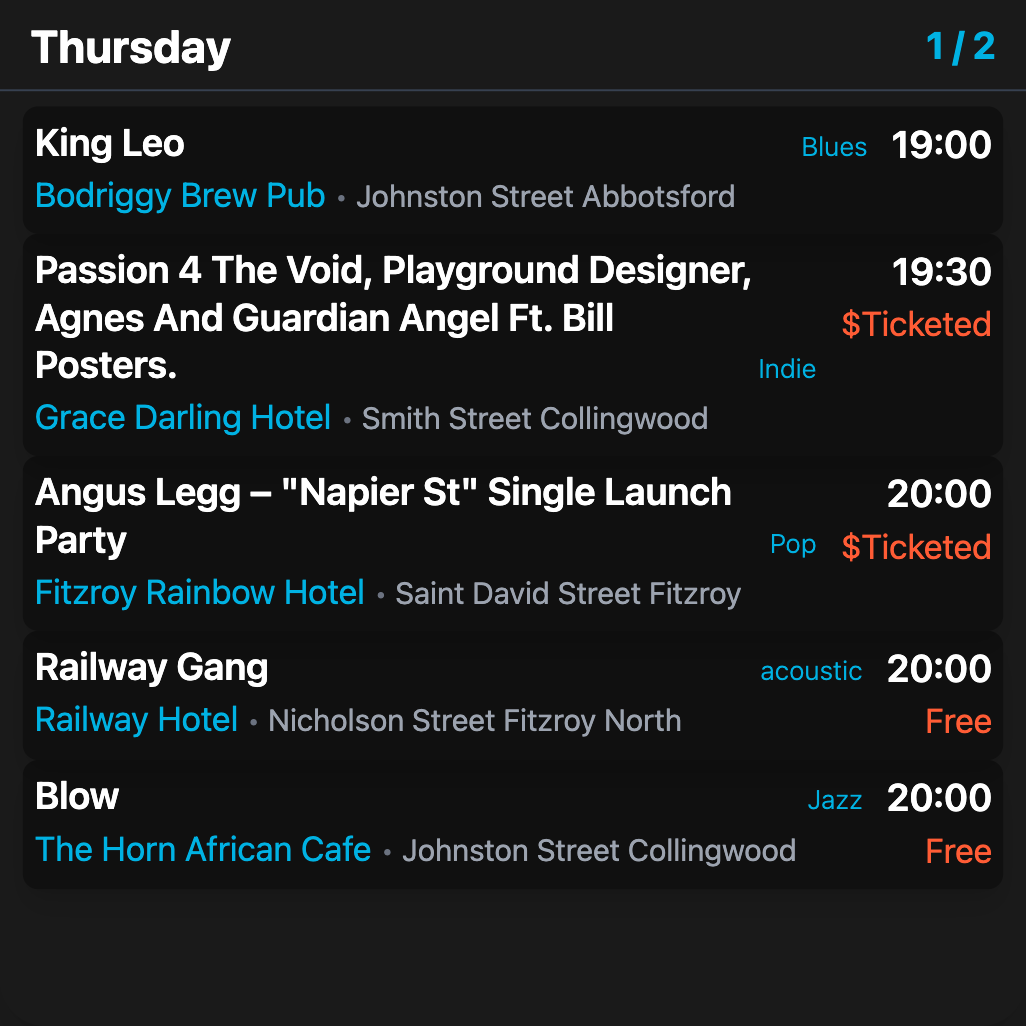 Thursday 1 / 2
King Leo Blues 19:00
Bodriggy Brew Pub • Johnston Street Abbotsford
Passion 4 The Void, Playground Designer, 19:30
Agnes And Guardian Angel Ft. Bill $Ticketed
Posters. Indie
Grace Darling Hotel • Smith Street Collingwood
Angus Legg – "Napier St" Single Launch 20:00
Party Pop $Ticketed
Fitzroy Rainbow Hotel • Saint David Street Fitzroy
Railway Gang acoustic 20:00
Railway Hotel • Nicholson Street Fitzroy North Free
Blow Jazz 20:00
The Horn African Cafe • Johnston Street Collingwood Free